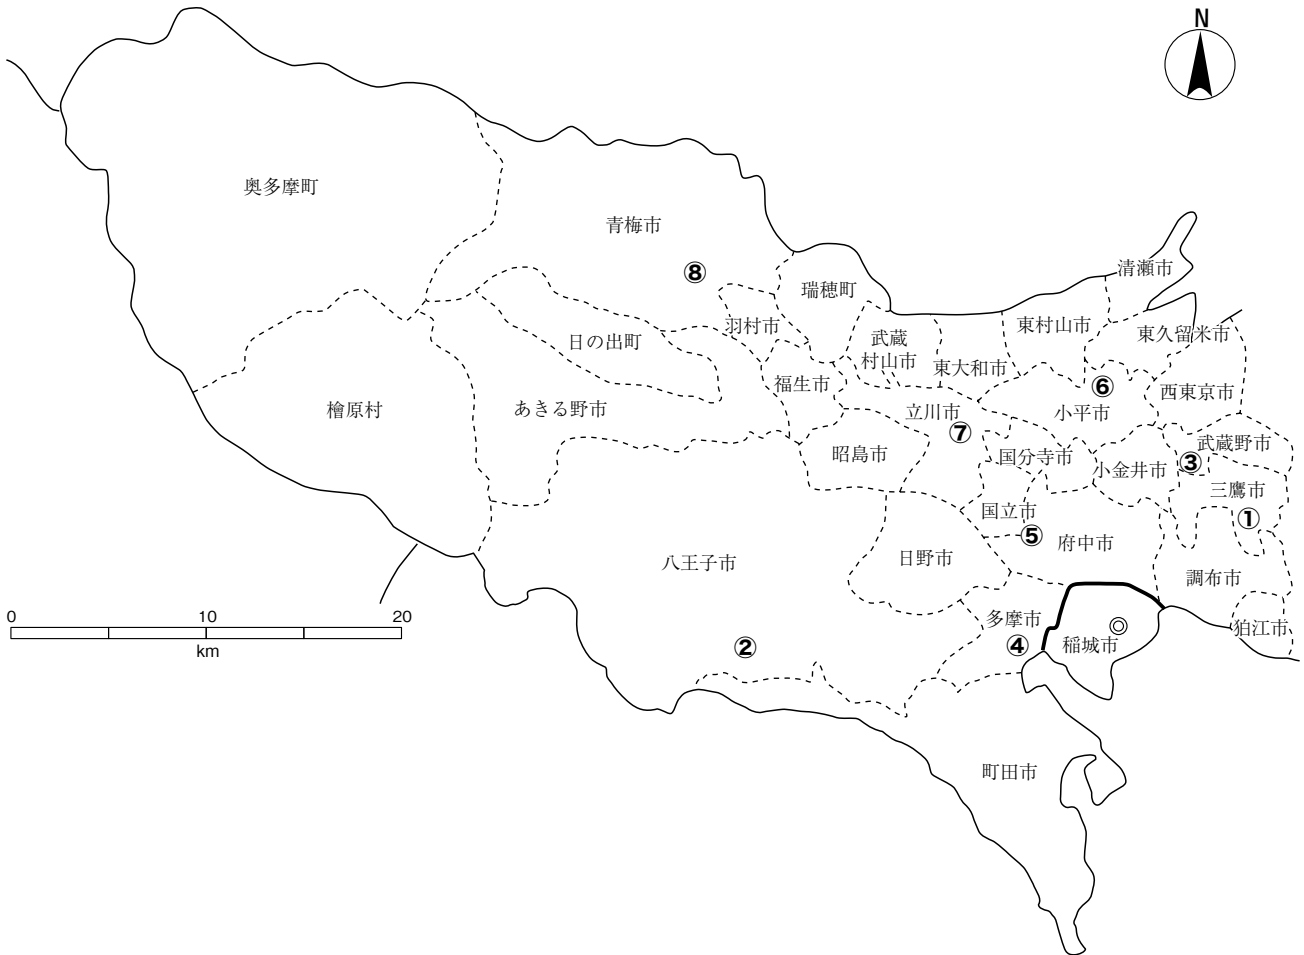 N
奥多摩町
青梅市
⑧
瑞穂町
清瀬市
羽村市
武蔵
村山市
東村山市
東久留米市
日の出町
東大和市
福生市
⑥
西東京市
檜原村
あきる野市
立川市
小平市
⑦
昭島市
国分寺市
小金井市
③
武蔵野市
三鷹市
①
国立市
⑤
府中市
八王子市
日野市
調布市
0
10
20
km
多摩市
④
◎
稲城市
狛江市
②
町田市